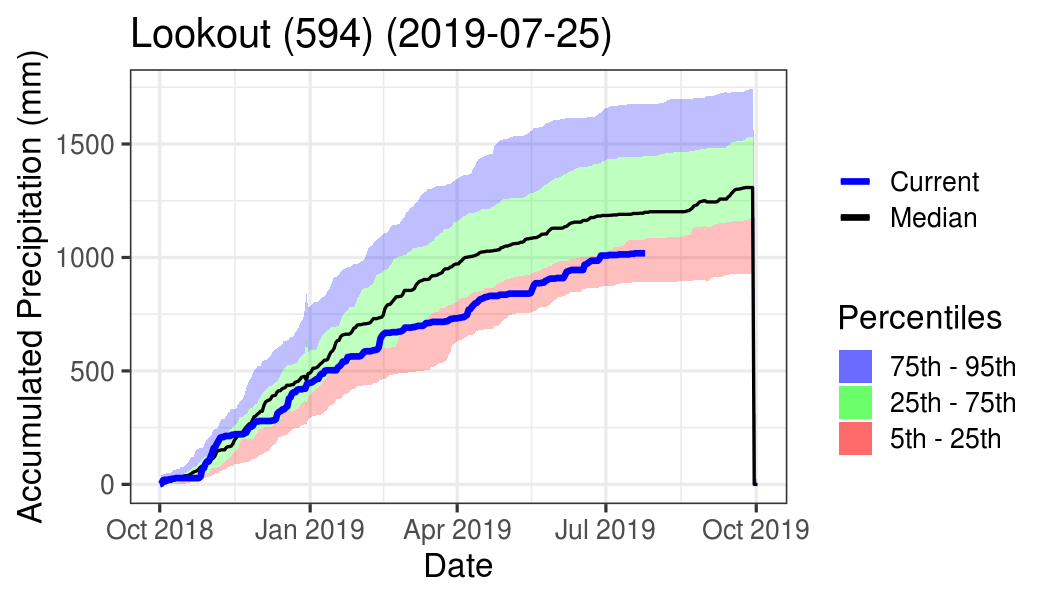 Lookout (594) (2019-07-25)
Accumulated Precipitation (mm)
1500
1000
500
0
Oct 2018
Jan 2019
Apr 2019
Jul 2019
Oct 2019
Date
Current
Median
Percentiles
75th - 95th
25th - 75th
5th - 25th